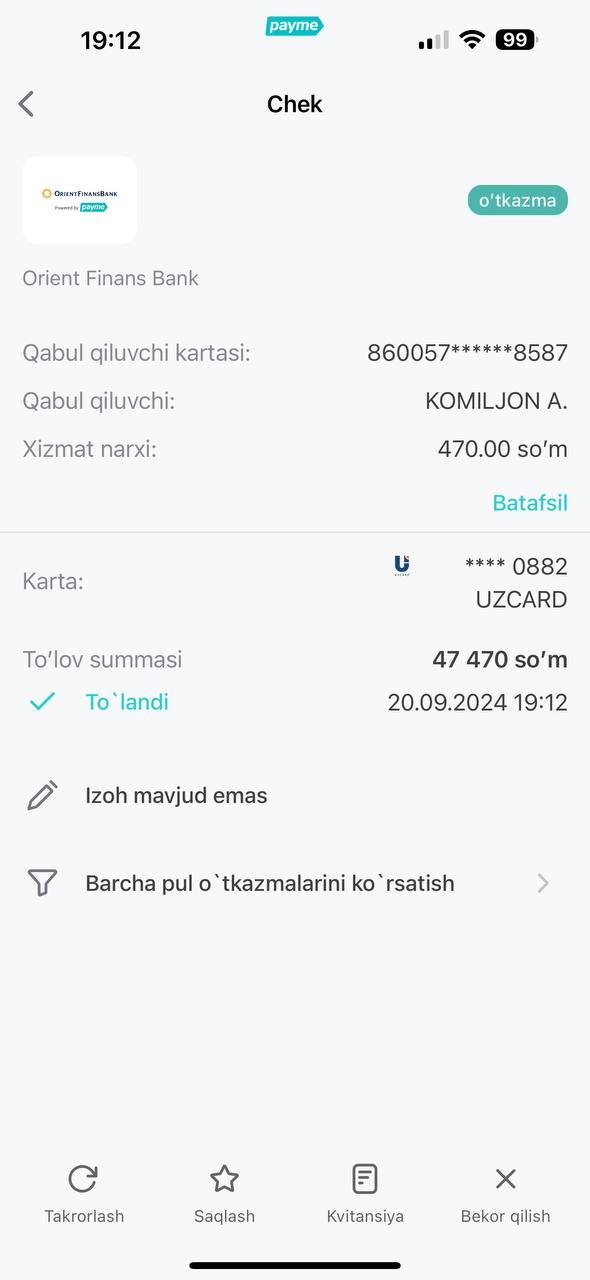 19:12
payme
99
Chek
ORIENTFINANSBANK
Powered by payme
o’tkazma
Orient Finans Bank
Qabul qiluvchi kartasi: 860057******8587
Qabul qiluvchi: KOMILJON A.
Xizmat narxi: 470.00 so’m
Batafsil
Karta: **** 0882
UZCARD
To’lov summasi 47 470 so’m
To`landi 20.09.2024 19:12
Izoh mavjud emas
Barcha pul o`tkazmalarini ko`rsatish
Takrorlash Saqlash Kvitansiya Bekor qilish